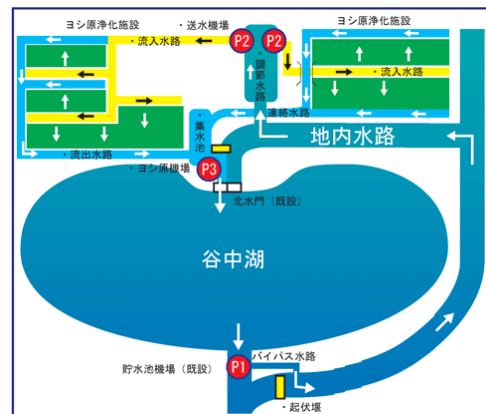 ヨシ原浄化施設
・送水機場
ヨシ原浄化施設
P2
P2
・流入水路
・調節水路
・流入水路
連絡水路
・集水池
地内水路
・流出水路
・ヨシ原機場
P3
北水門（既設）
谷中湖
バイパス水路
貯水池機場（既設）
P1
・起伏堰